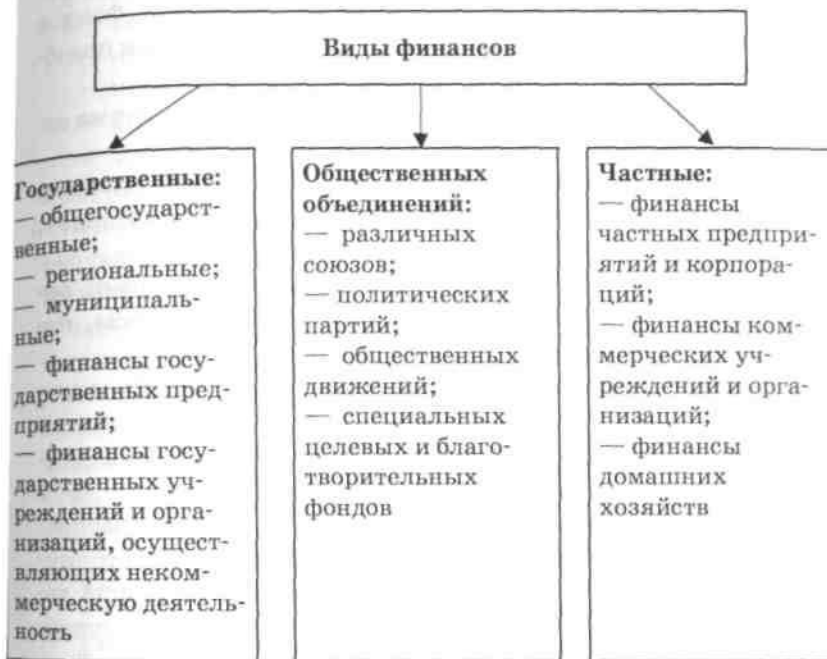 Виды финансов
Государственные:
— общегосударст-
венные;
— региональные;
— муниципаль-
ные;
— финансы госу-
дарственных пред-
приятий;
— финансы госу-
дарственных уч-
реждений и орга-
низаций, осущест-
вляющих неком-
мерческую деятель-
ность
Общественных
объединений:
— различных
союзов;
— политических
партий;
— общественных
движений;
— специальных
целевых и благо-
творительных
фондов
Частные:
— финансы
частных предпри-
ятий и корпора-
ций;
— финансы ком-
мерческих уч-
реждений и орга-
низаций;
— финансы
домашних
хозяйств